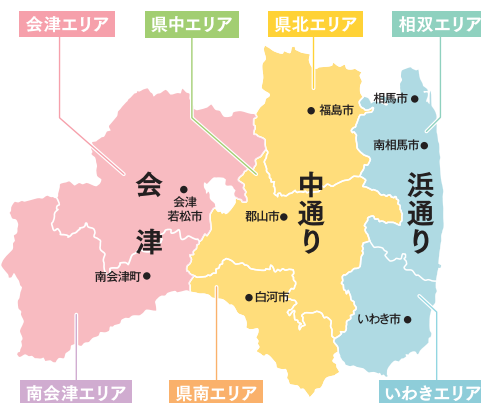 会津エリア
県中エリア
県北エリア
相双エリア
相馬市
福島市
南相馬市
会津
中通り
浜通り
会津
若松市
郡山市
南会津町
白河市
いわき市
南会津エリア
県南エリア
いわきエリア